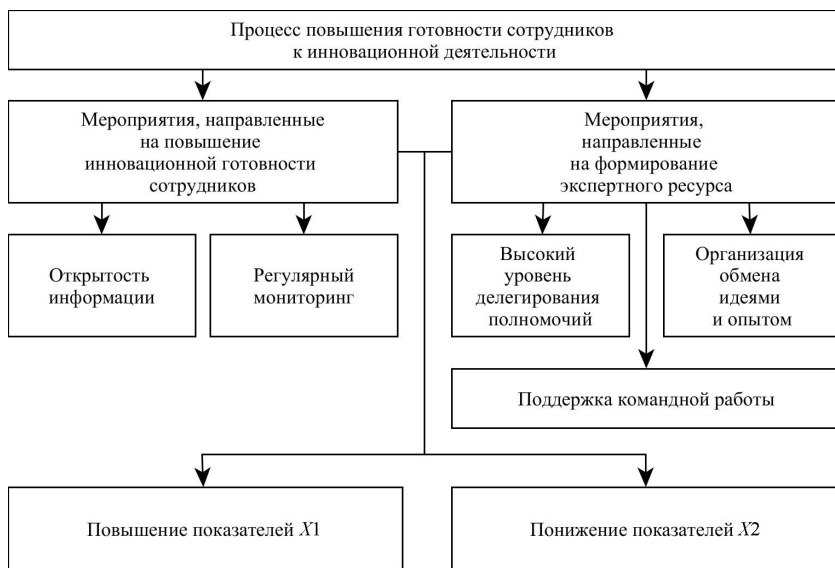 Процесс повышения готовности сотрудников
к инновационной деятельности
Мероприятия, направленные
на повышение
инновационной готовности
сотрудников
Мероприятия,
направленные
на формирование
экспертного ресурса
Открытость
информации
Регулярный
мониторинг
Высокий
уровень
делегирования
полномочий
Организация
обмена
идеями
и опытом
Поддержка командной работы
Повышение показателей X1
Понижение показателей X2